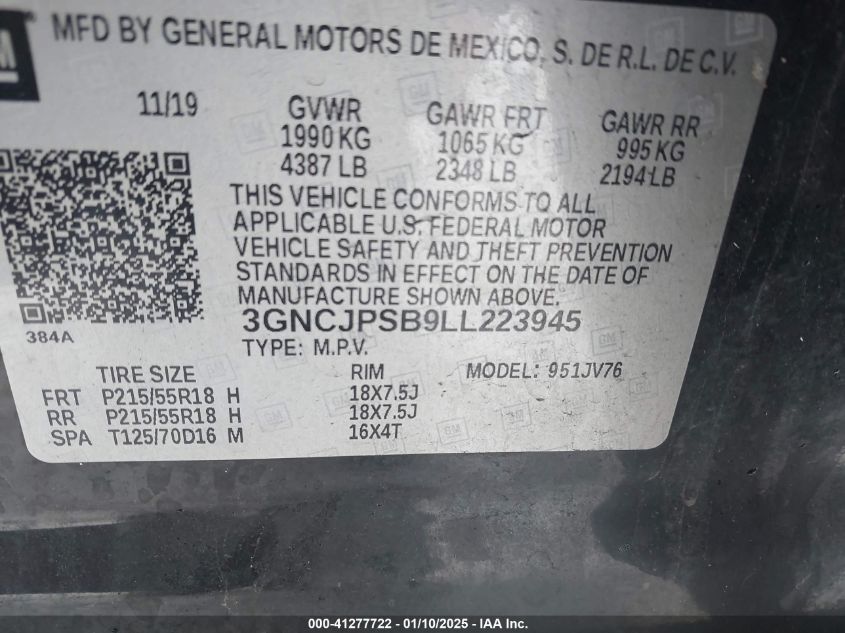 GM
MFD BY GENERAL MOTORS DE MEXICO, S. DE R.L. DE C.V.
11/19 GVWR GAWR FRT GAWR RR
1990 KG 1065 KG 995 KG
4387 LB 2348 LB 2194 LB
THIS VEHICLE CONFORMS TO ALL
APPLICABLE U.S. FEDERAL MOTOR
VEHICLE SAFETY AND THEFT PREVENTION
STANDARDS IN EFFECT ON THE DATE OF
MANUFACTURE SHOWN ABOVE.
384A 3GNCJPSB9LL223945
TYPE: M.P.V. MODEL: 951JV76
TIRE SIZE RIM
FRT P215/55R18 H 18X7.5J
RR P215/55R18 H 18X7.5J
SPA T125/70D16 M 16X4T
000-41277722 - 01/10/2025 - IAA Inc.